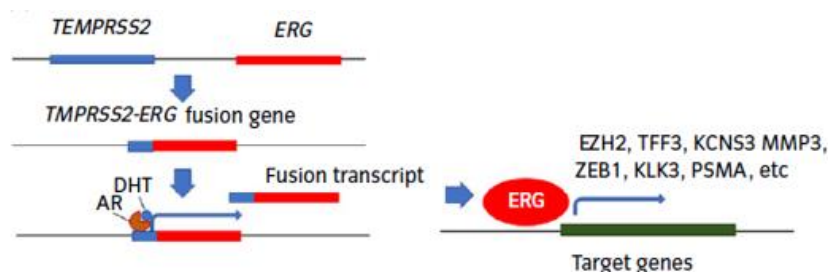 TEMPRSS2 ERG
TMPRSS2-ERG fusion gene
Fusion transcript
DHT
AR
EZH2, TFF3, KCNS3 MMP3,
ZEB1, KLK3, PSMA, etc
ERG
Target genes